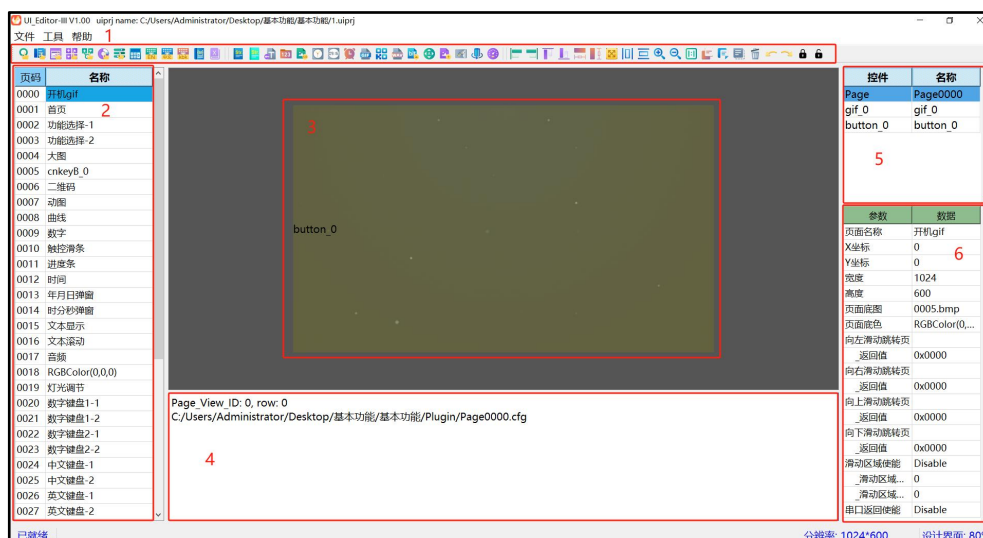 UI_Editor-III V1.00 uiprj name: C:/Users/Administrator/Desktop/基本功能/基本功能/1.uiprj
文件 工具 帮助
1
页码 名称
0000 开机gif
0001 首页
0002 功能选择-1
0003 功能选择-2
0004 大图
0005 cnkeyB_0
0006 二维码
0007 动图
0008 曲线
0009 数字
0010 触控滑条
0011 进度条
0012 时间
0013 年月日弹窗
0014 时分秒弹窗
0015 文本显示
0016 文本滚动
0017 音频
0018 RGBColor(0,0,0)
0019 灯光调节
0020 数字键盘1-1
0021 数字键盘1-2
0022 数字键盘2-1
0023 数字键盘2-2
0024 中文键盘-1
0025 中文键盘-2
0026 英文键盘-1
0027 英文键盘-2
2
3
button_0
Page_View_ID: 0, row: 0
C:/Users/Administrator/Desktop/基本功能/基本功能/Plugin/Page0000.cfg
4
控件 名称
Page Page0000
gif_0 gif_0
button_0 button_0
5
参数 数据
页面名称 开机gif
X坐标 0
Y坐标 0
宽度 1024
高度 600
页面底图 0005.bmp
页面底色 RGBColor(0,...
向左滑动跳转页
_返回值 0x0000
向右滑动跳转页
_返回值 0x0000
向上滑动跳转页
_返回值 0x0000
向下滑动跳转页
_返回值 0x0000
滑动区域使能 Disable
_滑动区域... 0
_滑动区域... 0
串口返回使能 Disable
6
已就绪 分辨率: 1024*600 设计界面: 80%